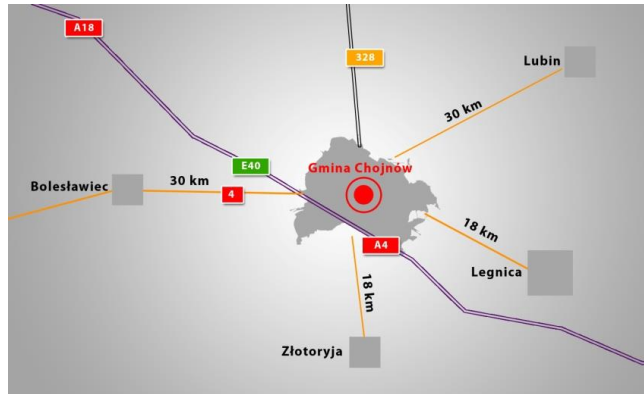 A18
328
Lubin
30 km
E40
Gmina Chojnów
Bolesławiec
30 km
4
18 km
A4
Legnica
18 km
Złotoryja